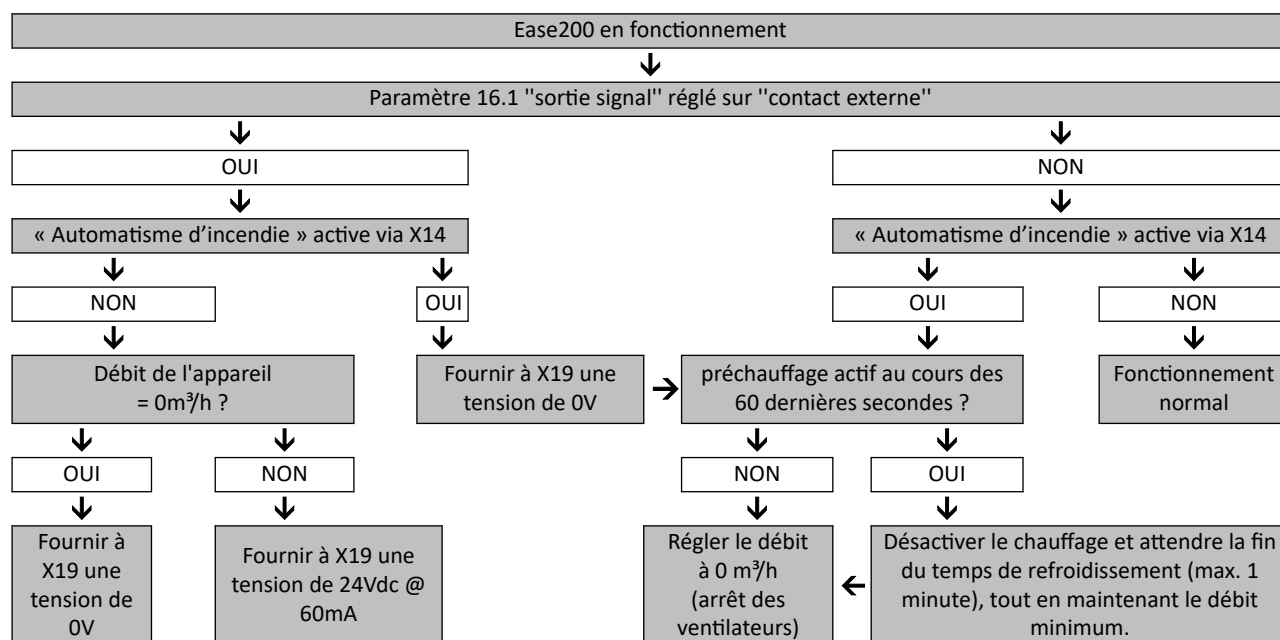 Ease200 en fonctionnement
Paramètre 16.1 ''sortie signal'' réglé sur ''contact externe''
OUI
NON
« Automatisme d'incendie » active via X14
« Automatisme d'incendie » active via X14
NON
OUI
OUI
NON
Débit de l'appareil
= 0m³/h ?
Fournir à X19 une
tension de 0V
préchauffage actif au cours des
60 dernières secondes ?
Fonctionnement
normal
OUI
NON
NON
OUI
Fournir à
X19 une
tension de
0V
Fournir à X19 une
tension de 24Vdc @
60mA
Régler le débit
à 0 m³/h
(arrêt des
ventilateurs)
Désactiver le chauffage et attendre la fin
du temps de refroidissement (max. 1
minute), tout en maintenant le débit
minimum.